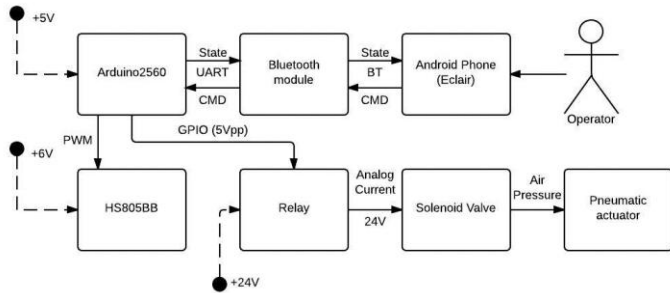 +5V
Arduino2560
State
UART
CMD
Bluetooth
module
State
BT
CMD
Android Phone
(Eclair)
Operator
PWM
GPIO (5Vpp)
+6V
HS805BB
Relay
Analog
Current
24V
Solenoid Valve
Air
Pressure
Pneumatic
actuator
+24V